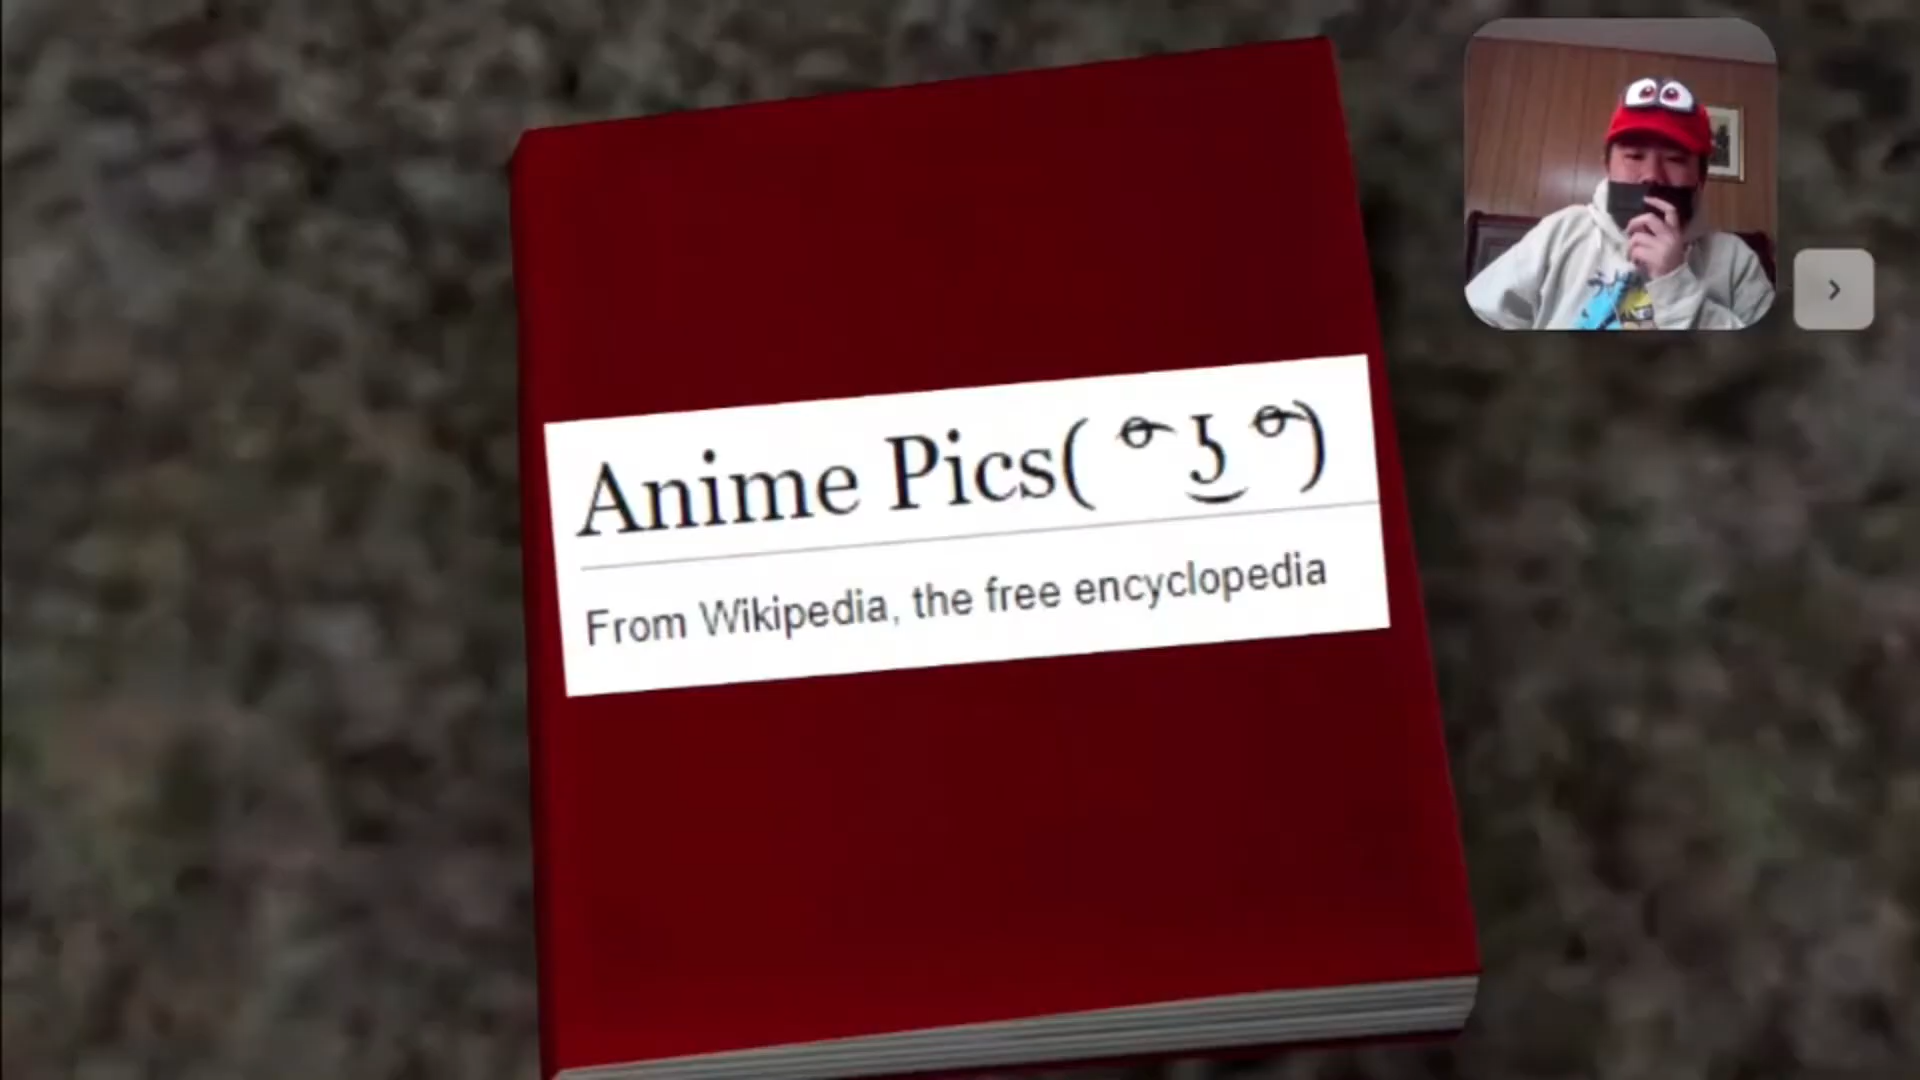 Anime Pics( ͡° ͜ʖ ͡°)
From Wikipedia, the free encyclopedia